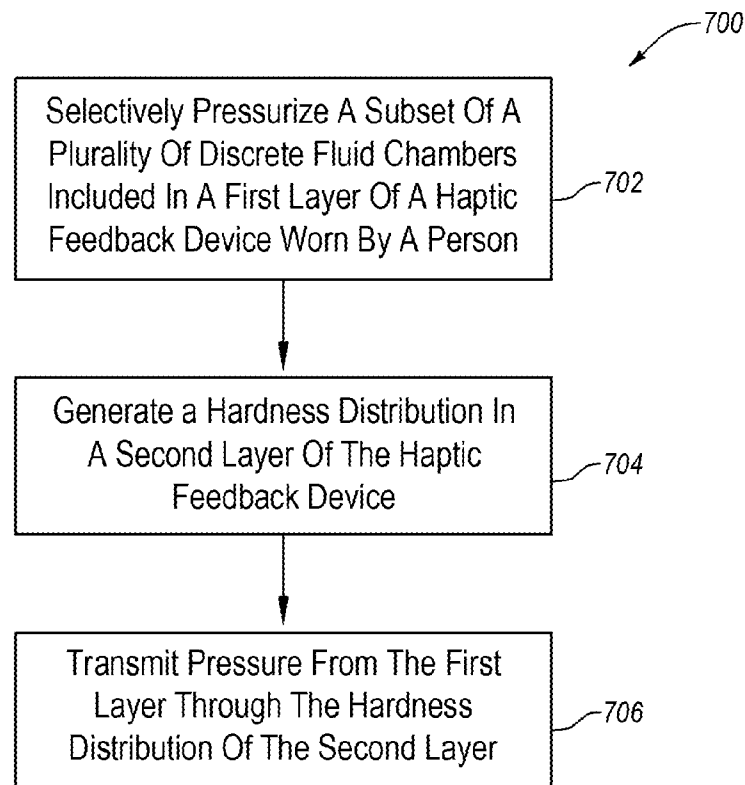 700
Selectively Pressurize A Subset Of A
Plurality Of Discrete Fluid Chambers
Included In A First Layer Of A Haptic
Feedback Device Worn By A Person
702
Generate a Hardness Distribution In
A Second Layer Of The Haptic
Feedback Device
704
Transmit Pressure From The First
Layer Through The Hardness
Distribution Of The Second Layer
706